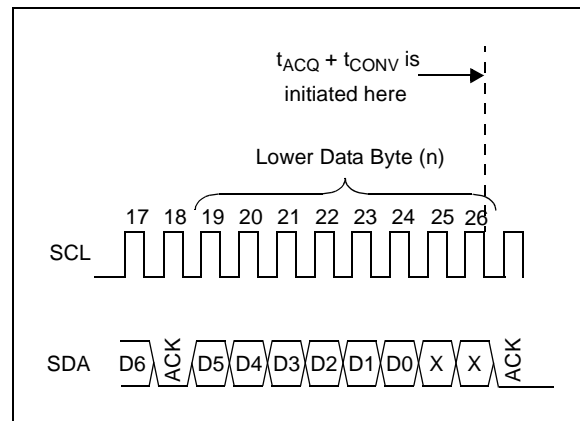 tACQ + tCONV is
initiated here
Lower Data Byte (n)
17 18 19 20 21 22 23 24 25 26
SCL
SDA D6 ACK D5 D4 D3 D2 D1 D0 X X ACK